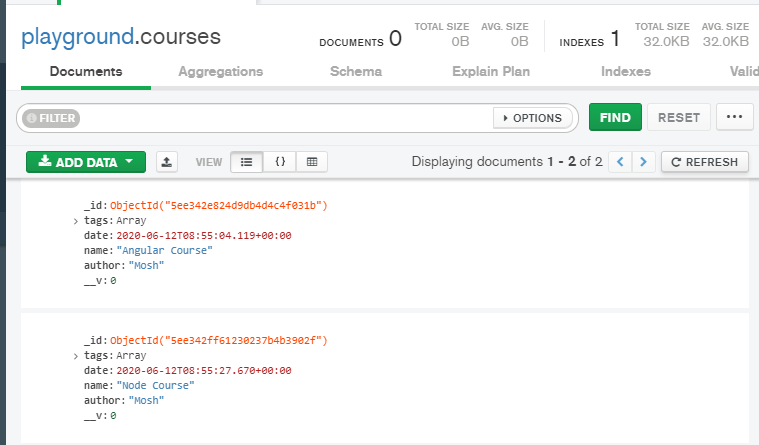 playground.courses
DOCUMENTS 0 TOTAL SIZE 0B AVG. SIZE 0B INDEXES 1 TOTAL SIZE 32.0KB AVG. SIZE 32.0KB
Documents Aggregations Schema Explain Plan Indexes Valid
FILTER OPTIONS FIND RESET ...
ADD DATA VIEW {} Displaying documents 1 - 2 of 2 < > REFRESH
_id: ObjectId("5ee342e824d9db4d4c4f031b")
> tags: Array
date: 2020-06-12T08:55:04.119+00:00
name: "Angular Course"
author: "Mosh"
__v: 0
_id: ObjectId("5ee342ff61230237b4b3902f")
> tags: Array
date: 2020-06-12T08:55:27.670+00:00
name: "Node Course"
author: "Mosh"
__v: 0